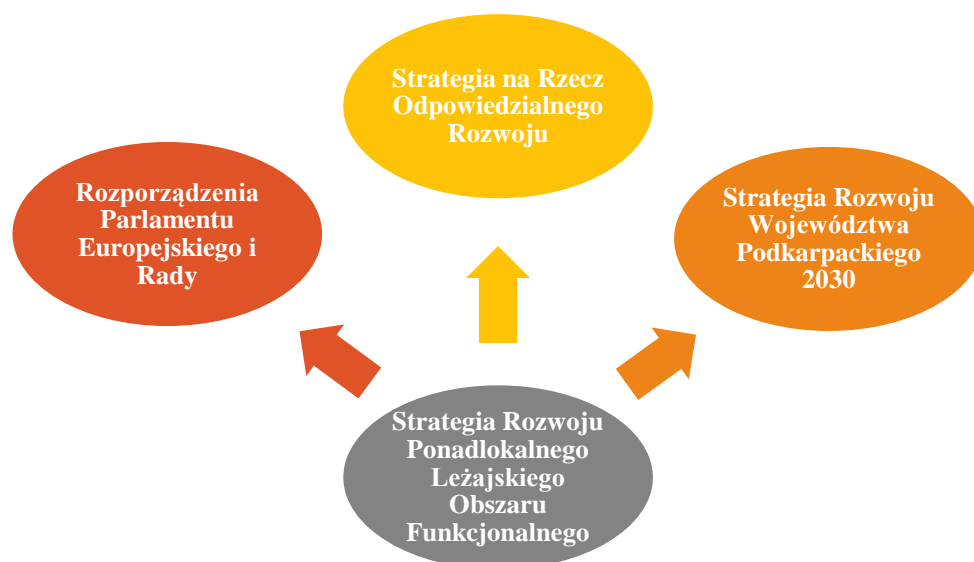 Strategia na Rzecz
Odpowiedzialnego
Rozwoju
Rozporządzenia
Parlamentu
Europejskiego i
Rady
Strategia Rozwoju
Województwa
Podkarpackiego
2030
Strategia Rozwoju
Ponadlokalnego
Leżajskiego
Obszaru
Funkcjonalnego